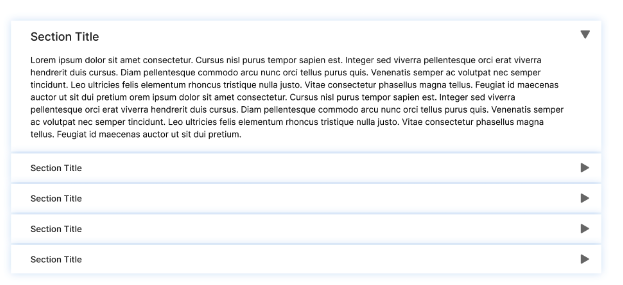 Section Title
Lorem ipsum dolor sit amet consectetur. Cursus nisl purus tempor sapien est. Integer sed viverra pellentesque orci erat viverra
hendrerit duis cursus. Diam pellentesque commodo arcu nunc orci tellus purus quis. Venenatis semper ac volutpat nec semper
tincidunt. Leo ultricies felis elementum rhoncus tristique nulla justo. Vitae consectetur phasellus magna tellus. Feugiat id maecenas
auctor ut sit dui pretium orem ipsum dolor sit amet consectetur. Cursus nisl purus tempor sapien est. Integer sed viverra
pellentesque orci erat viverra hendrerit duis cursus. Diam pellentesque commodo arcu nunc orci tellus purus quis. Venenatis semper
ac volutpat nec semper tincidunt. Leo ultricies felis elementum rhoncus tristique nulla justo. Vitae consectetur phasellus magna
tellus. Feugiat id maecenas auctor ut sit dui pretium.
Section Title
Section Title
Section Title
Section Title